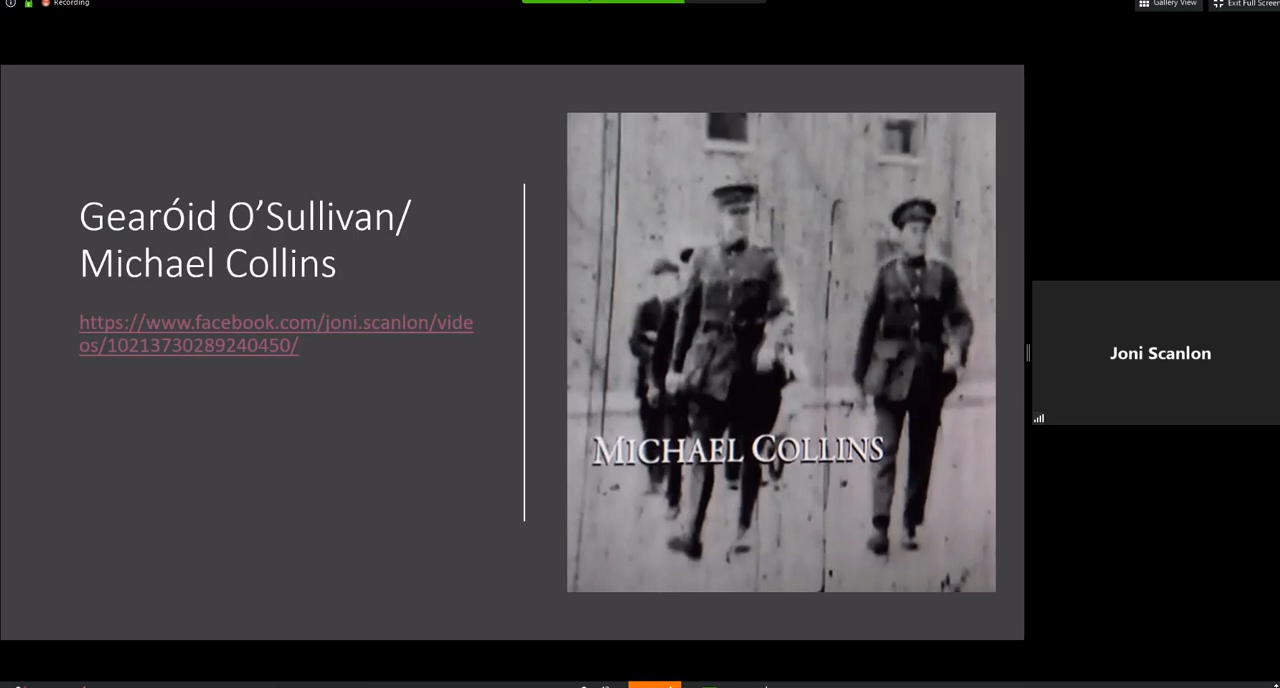 Recording
Gallery View
Exit Full Screen
Gearóid O’Sullivan/
Michael Collins
https://www.facebook.com/joni.scanlon/vide
os/10213730289240450/
MICHAEL COLLINS
Joni Scanlon